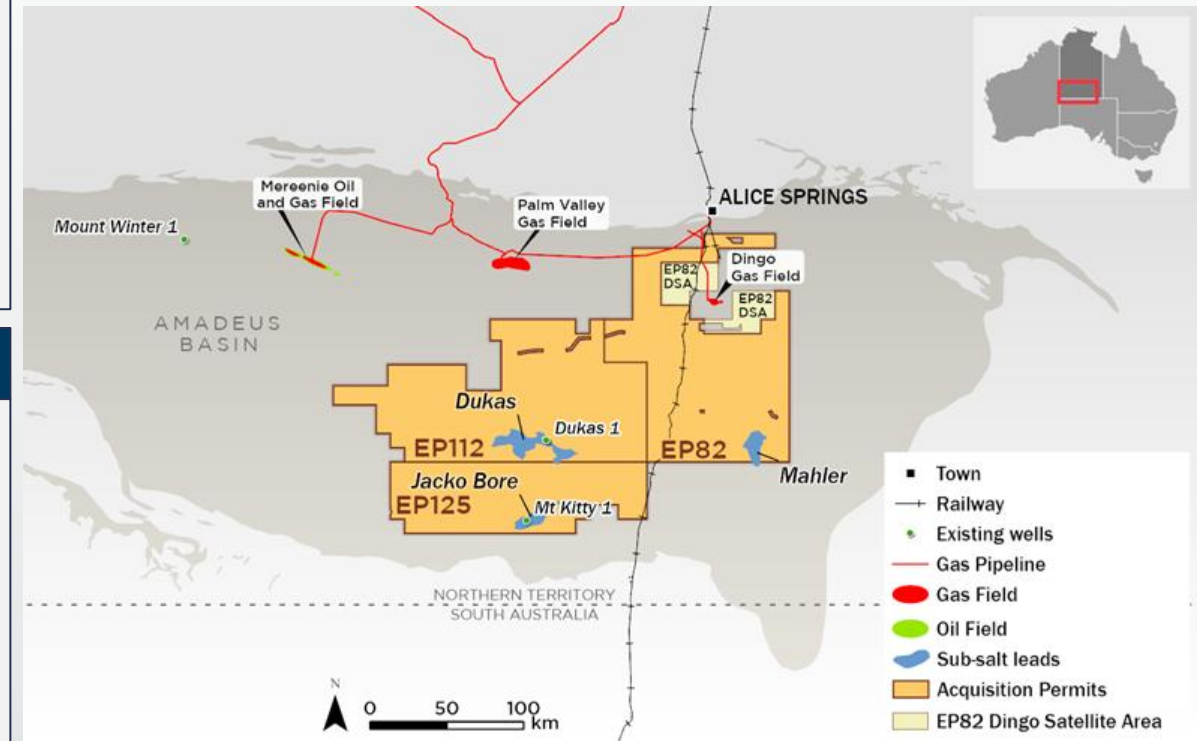 ALICE SPRINGS
Mereenie Oil
and Gas Field
Palm Valley
Gas Field
Mount Winter 1
Dingo
Gas Field
EP82
DSA
EP82
DSA
AMADEUS
BASIN
Dukas
Dukas 1
EP112
EP82
Mahler
Jacko Bore
EP125
Mt Kitty 1
NORTHERN TERRITORY
SOUTH AUSTRALIA
N
0 50 100
km
Town
Railway
Existing wells
Gas Pipeline
Gas Field
Oil Field
Sub-salt leads
Acquisition Permits
EP82 Dingo Satellite Area